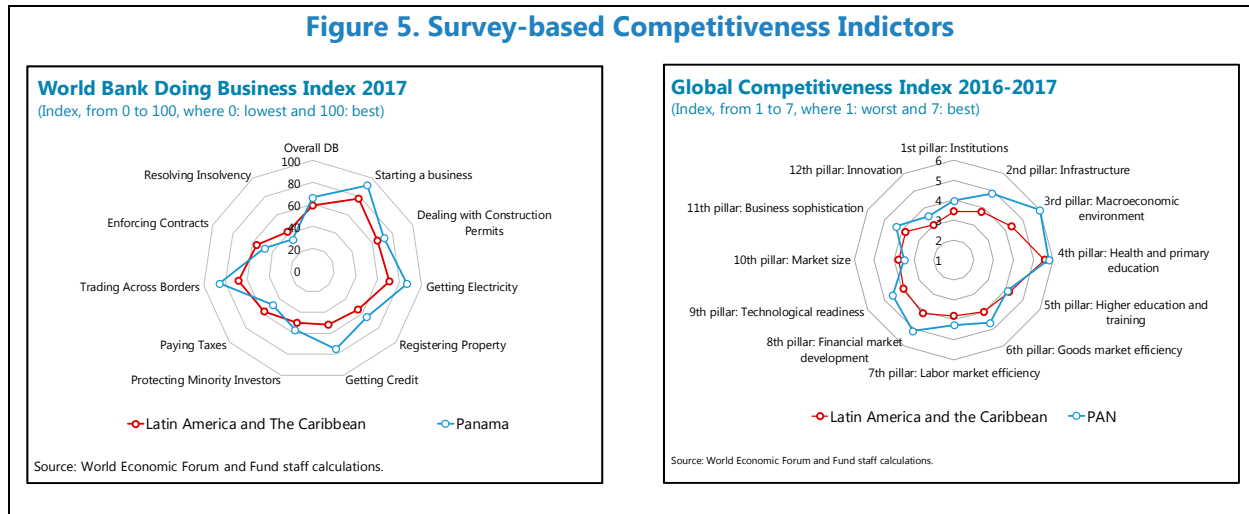 Figure 5. Survey-based Competitiveness Indictors
World Bank Doing Business Index 2017
(Index, from 0 to 100, where 0: lowest and 100: best)
Overall DB
Starting a business
Dealing with Construction
Permits
Getting Electricity
Registering Property
Getting Credit
Protecting Minority Investors
Paying Taxes
Trading Across Borders
Enforcing Contracts
Resolving Insolvency
100
80
60
40
20
0
Latin America and The Caribbean
Panama
Source: World Economic Forum and Fund staff calculations.
Global Competitiveness Index 2016-2017
(Index, from 1 to 7, where 1: worst and 7: best)
1st pillar: Institutions
2nd pillar: Infrastructure
3rd pillar: Macroeconomic
environment
4th pillar: Health and primary
education
5th pillar: Higher education and
training
6th pillar: Goods market efficiency
7th pillar: Labor market efficiency
8th pillar: Financial market
development
9th pillar: Technological readiness
10th pillar: Market size
11th pillar: Business sophistication
12th pillar: Innovation
6
5
4
3
2
1
Latin America and the Caribbean
PAN
Source: World Economic Forum and Fund staff calculations.